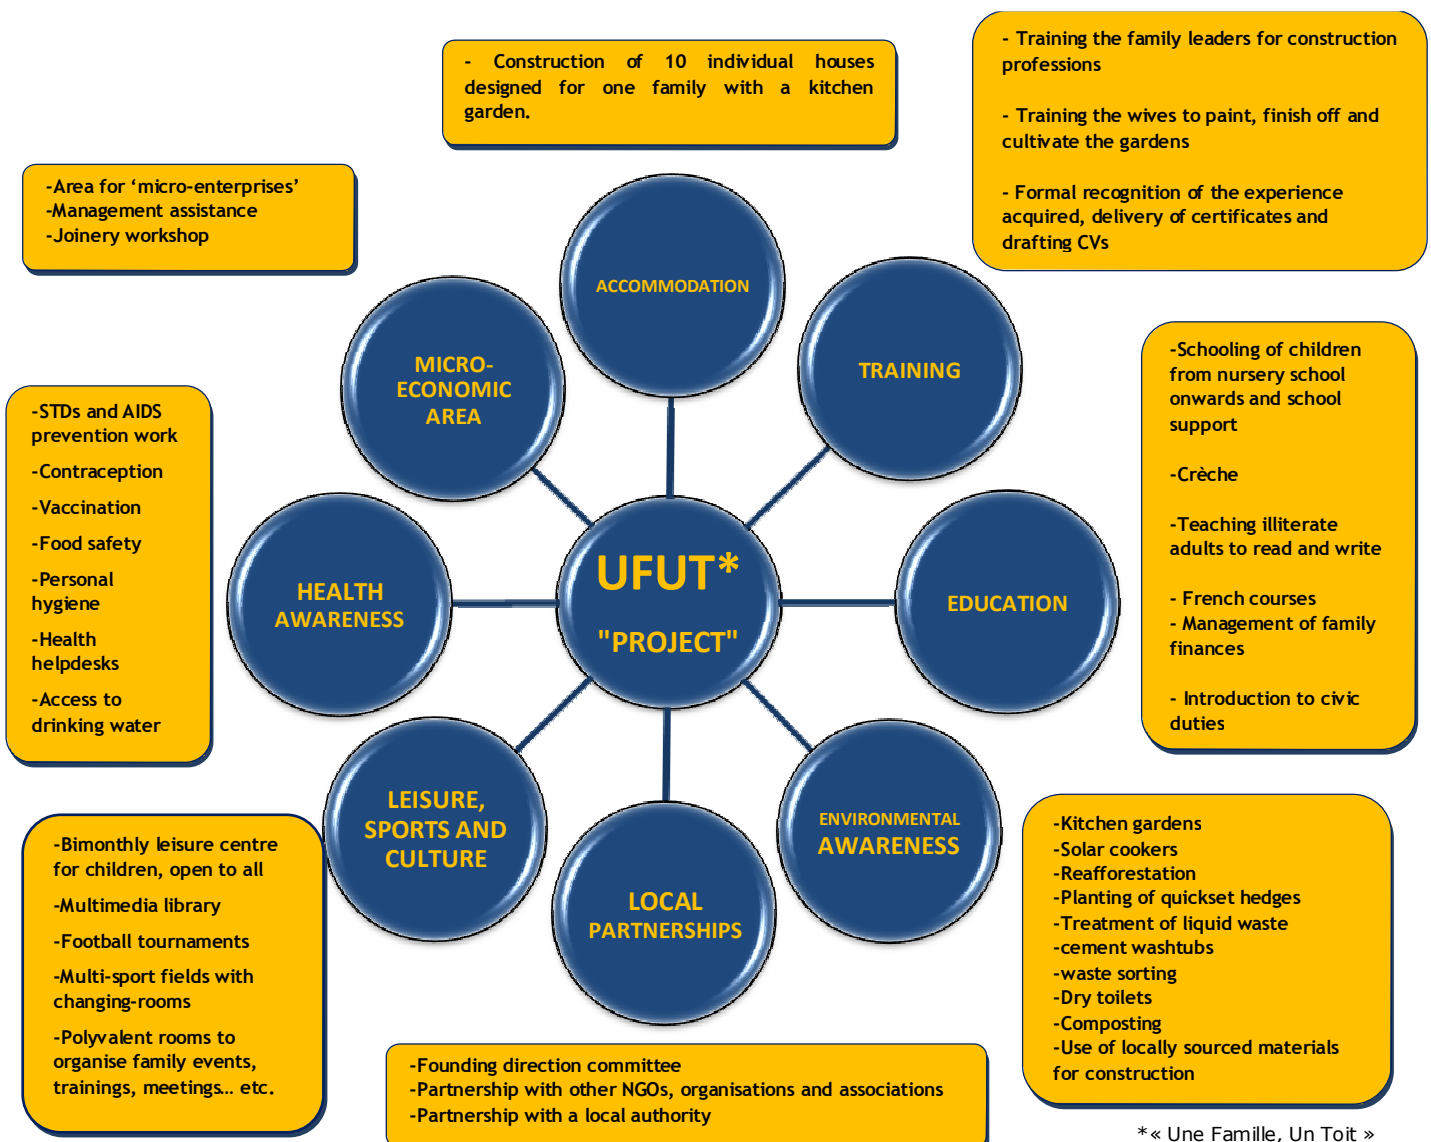 - Construction of 10 individual houses
designed for one family with a kitchen
garden.
- Training the family leaders for construction
professions
- Training the wives to paint, finish off and
cultivate the gardens
- Formal recognition of the experience
acquired, delivery of certificates and
drafting CVs
-Area for ‘micro-enterprises’
-Management assistance
-Joinery workshop
ACCOMMODATION
MICRO-
ECONOMIC
AREA
TRAINING
-Schooling of children
from nursery school
onwards and school
support
-Crèche
-Teaching illiterate
adults to read and write
- French courses
- Management of family
finances
- Introduction to civic
duties
-STDs and AIDS
prevention work
-Contraception
-Vaccination
-Food safety
-Personal
hygiene
-Health
helpdesks
-Access to
drinking water
HEALTH
AWARENESS
UFUT*
"PROJECT"
EDUCATION
LEISURE,
SPORTS AND
CULTURE
LOCAL
PARTNERSHIPS
ENVIRONMENTAL
AWARENESS
-Bimonthly leisure centre
for children, open to all
-Multimedia library
-Football tournaments
-Multi-sport fields with
changing-rooms
-Polyvalent rooms to
organise family events,
trainings, meetings... etc.
-Kitchen gardens
-Solar cookers
-Reafforestation
-Planting of quickset hedges
-Treatment of liquid waste
-cement washtubs
-waste sorting
-Dry toilets
-Composting
-Use of locally sourced materials
for construction
-Founding direction committee
-Partnership with other NGOs, organisations and associations
-Partnership with a local authority
*« Une Famille, Un Toit »